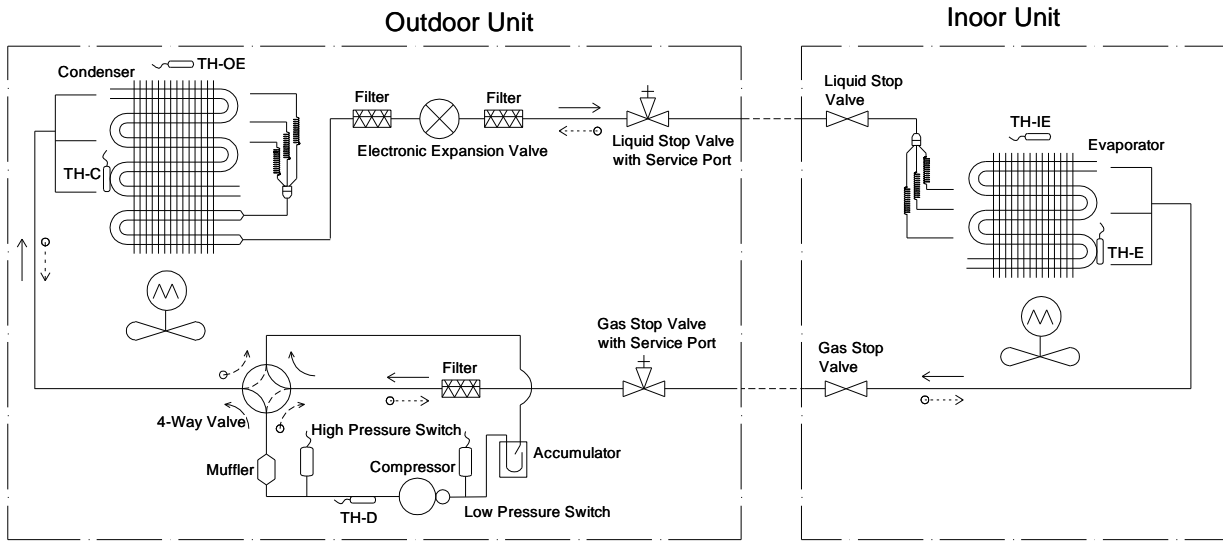 Outdoor Unit
Inoor Unit
Condenser
TH-OE
Filter
Filter
Electronic Expansion Valve
Liquid Stop Valve
with Service Port
TH-C
Liquid Stop
Valve
TH-IE
Evaporator
TH-E
Gas Stop Valve
with Service Port
Filter
Gas Stop
Valve
4-Way Valve
High Pressure Switch
Muffler
Compressor
Accumulator
TH-D
Low Pressure Switch